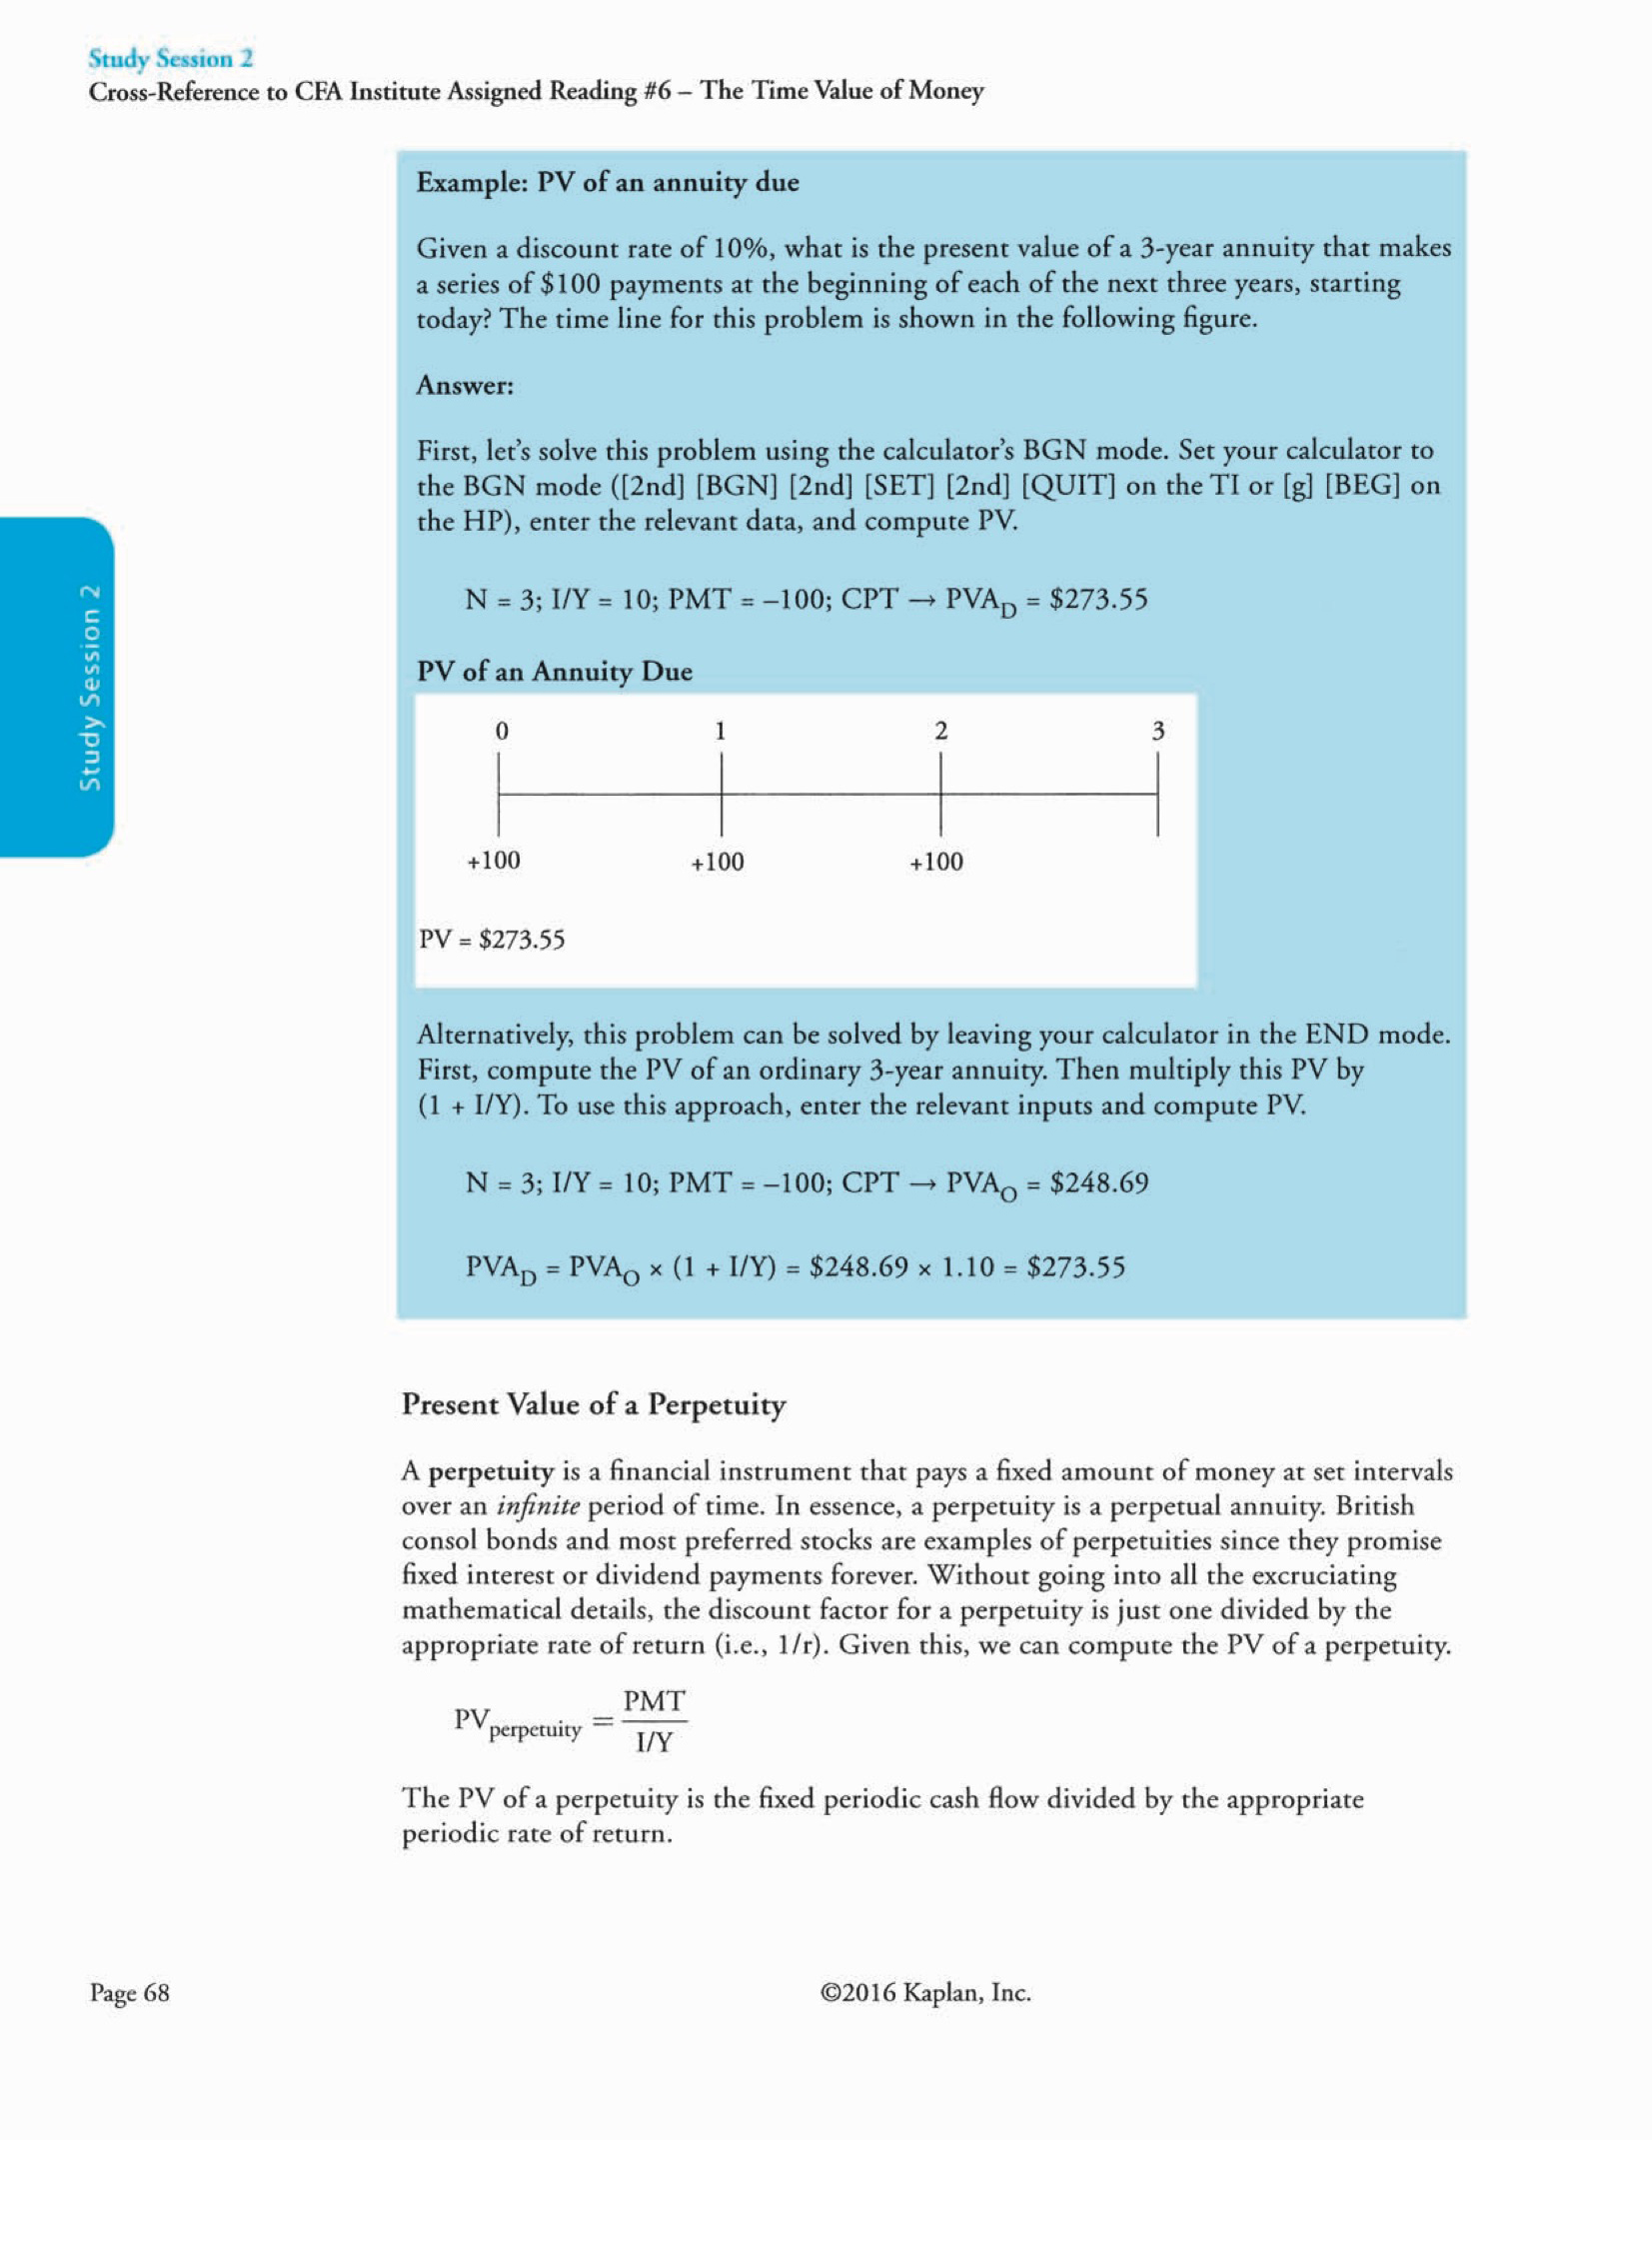 Study Session 2
Cross-Reference to CFA Institute Assigned Reading #6 – The Time Value of Money
Example: PV of an annuity due
Given a discount rate of 10%, what is the present value of a 3-year annuity that makes
a series of $100 payments at the beginning of each of the next three years, starting
today? The time line for this problem is shown in the following figure.
Answer:
First, let's solve this problem using the calculator's BGN mode. Set your calculator to
the BGN mode ([2nd] [BGN] [2nd] [SET] [2nd] [QUIT] on the TI or [g] [BEG] on
the HP), enter the relevant data, and compute PV.
N = 3; I/Y = 10; PMT = –100; CPT → PVA_D = $273.55
Study Session 2
PV of an Annuity Due
0 1 2 3
+100 +100 +100
PV = $273.55
Alternatively, this problem can be solved by leaving your calculator in the END mode.
First, compute the PV of an ordinary 3-year annuity. Then multiply this PV by
(1 + I/Y). To use this approach, enter the relevant inputs and compute PV.
N = 3; I/Y = 10; PMT = –100; CPT → PVA_O = $248.69
PVA_D = PVA_O × (1 + I/Y) = $248.69 × 1.10 = $273.55
Present Value of a Perpetuity
A perpetuity is a financial instrument that pays a fixed amount of money at set intervals
over an infinite period of time. In essence, a perpetuity is a perpetual annuity. British
consol bonds and most preferred stocks are examples of perpetuities since they promise
fixed interest or dividend payments forever. Without going into all the excruciating
mathematical details, the discount factor for a perpetuity is just one divided by the
appropriate rate of return (i.e., 1/r). Given this, we can compute the PV of a perpetuity.
PV_perpetuity = PMT / I/Y
The PV of a perpetuity is the fixed periodic cash flow divided by the appropriate
periodic rate of return.
Page 68 ©2016 Kaplan, Inc.